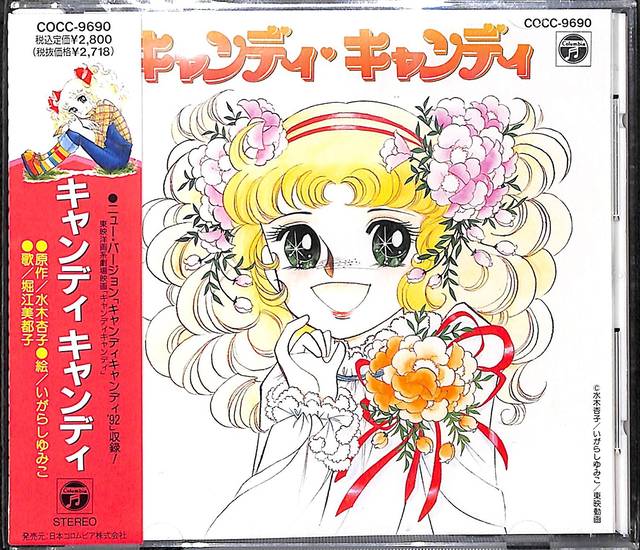 COCC-9690
税込定価¥2,800
(税抜価格¥2,718)
キャンディ キャンディ
●ニュー・バージョン「キャンディキャンディ'92」収録!
東映洋画系劇場映画「キャンディキャンディ」
●原作/水木杏子●絵/いがらしゆみこ
●歌/堀江美都子
Columbia
STEREO
発売元:日本コロムビア株式会社
COCC-9690
Columbia
キャンディ・キャンディ
©水木杏子/いがらしゆみこ/東映動画